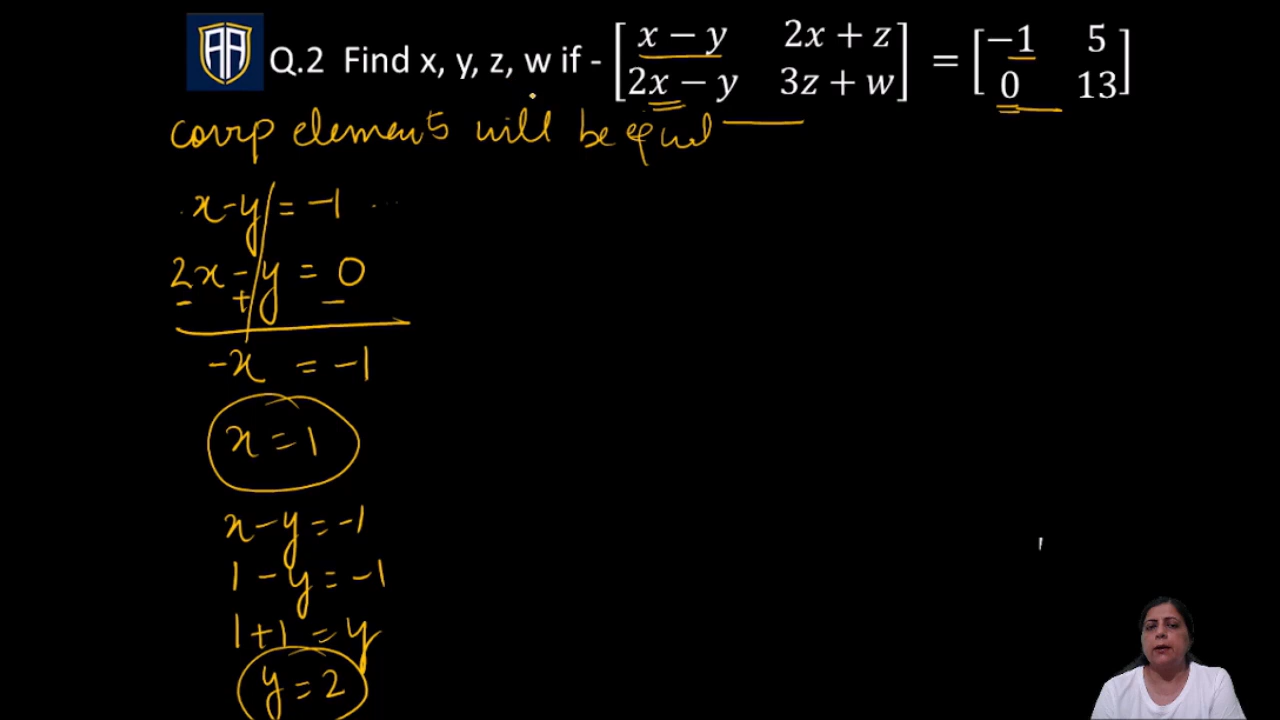 Q.2 Find x, y, z, w if - [x − y 2x + z] = [−1 5]
[2x − y 3z + w] [0 13]
corrp elements will be equal
x-y = -1
2x-y = 0
- + -
-x = -1
x=1
x-y=-1
1-y=-1
1+1=y
y=2